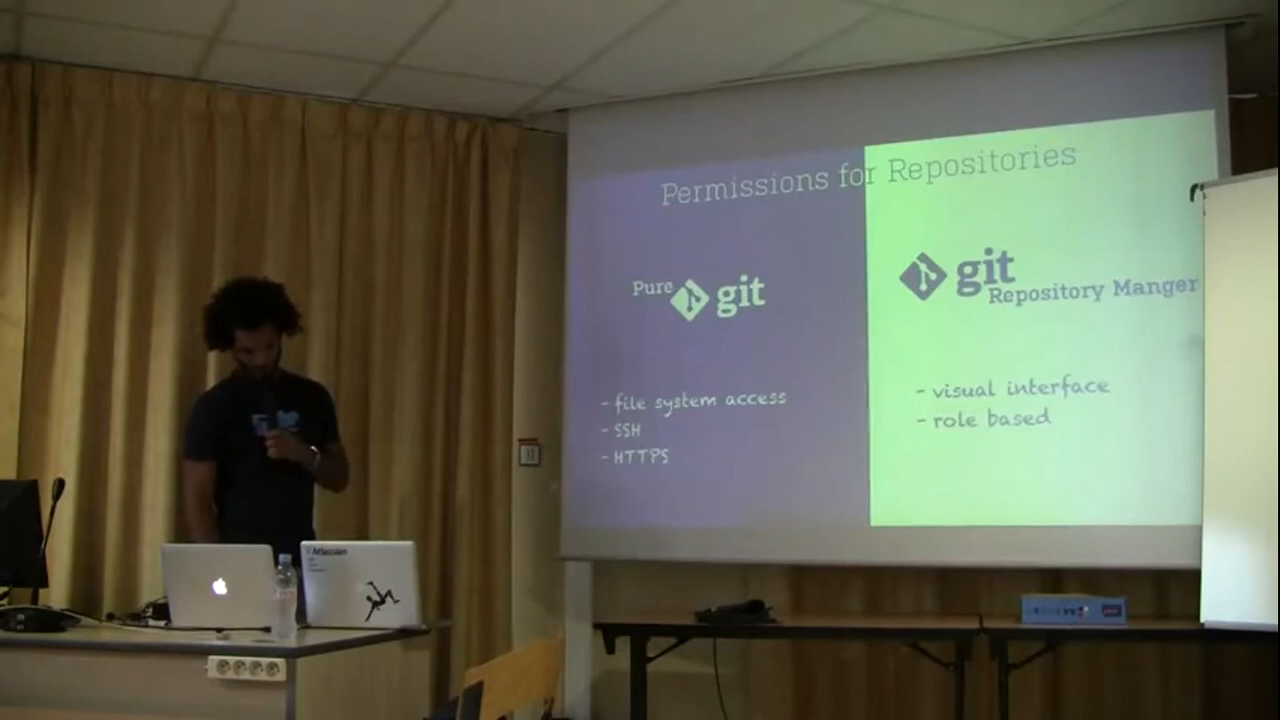 Permissions for Repositories
Pure git
- file system access
- SSH
- HTTPS
git
Repository Manger
- visual interface
- role based
Atlassian